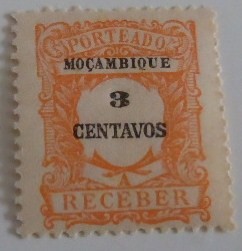 PORTEADO
MOÇAMBIQUE
3
CENTAVOS
A
RECEBER